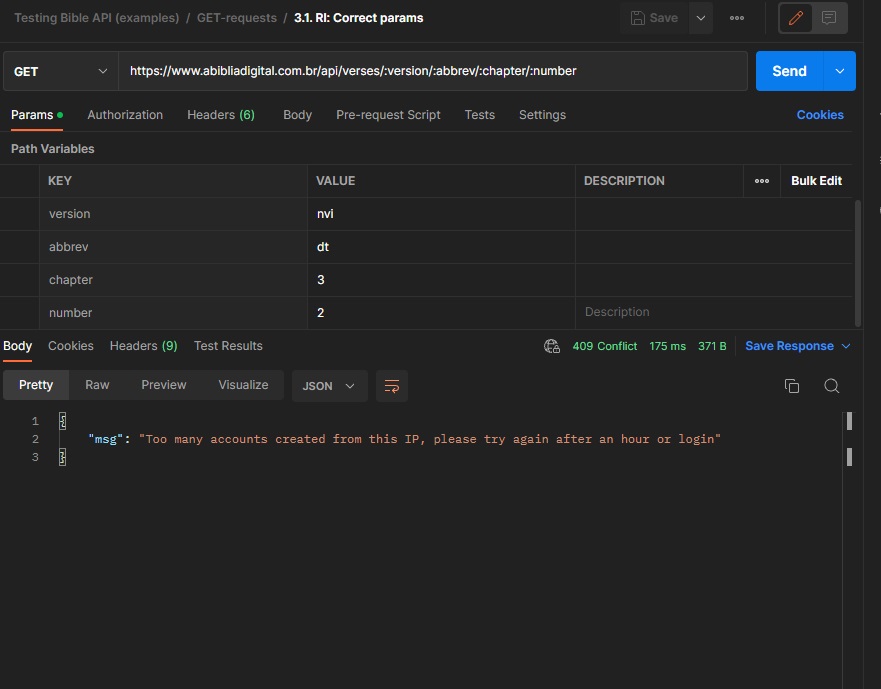 Testing Bible API (examples) / GET-requests / 3.1. RI: Correct params Save
GET https://www.abibliadigital.com.br/api/verses/:version/:abbrev/:chapter/:number Send
Params Authorization Headers (6) Body Pre-request Script Tests Settings Cookies
Path Variables
KEY VALUE DESCRIPTION Bulk Edit
version nvi
abbrev dt
chapter 3
number 2 Description
Body Cookies Headers (9) Test Results 409 Conflict 175 ms 371 B Save Response
Pretty Raw Preview Visualize JSON
1 {
2 "msg": "Too many accounts created from this IP, please try again after an hour or login"
3 }